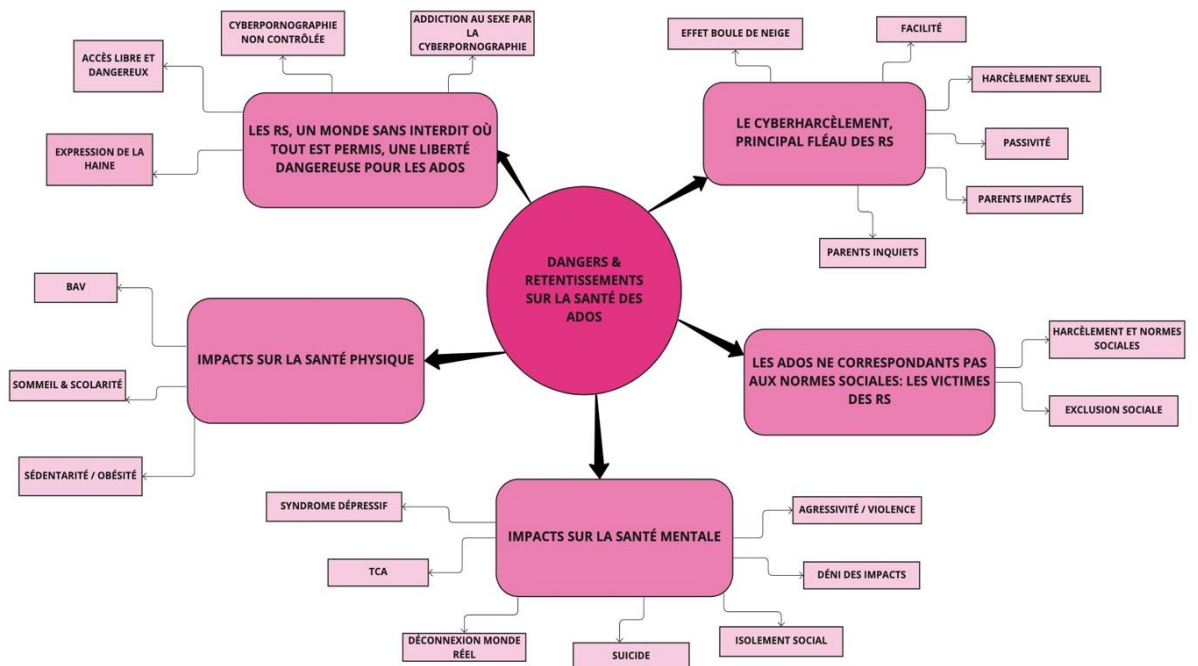 CYBERPORNOGRAPHIE
NON CONTRÔLÉE
ADDICTION AU SEXE PAR
LA
CYBERPORNOGRAPHIE
ACCÈS LIBRE ET
DANGEREUX
EXPRESSION DE LA
HAINE
LES RS, UN MONDE SANS INTERDIT OÙ
TOUT EST PERMIS, UNE LIBERTÉ
DANGEREUSE POUR LES ADOS
EFFET BOULE DE NEIGE
FACILITÉ
HARCÈLEMENT SEXUEL
LE CYBERHARCÈLEMENT,
PRINCIPAL FLÉAU DES RS
PASSIVITÉ
PARENTS IMPACTÉS
PARENTS INQUIETS
DANGERS &
RETENTISSEMENTS
SUR LA SANTÉ DES
ADOS
BAV
IMPACTS SUR LA SANTÉ PHYSIQUE
SOMMEIL & SCOLARITÉ
SÉDENTARITÉ / OBÉSITÉ
LES ADOS NE CORRESPONDANTS PAS
AUX NORMES SOCIALES: LES VICTIMES
DES RS
HARCÈLEMENT ET NORMES
SOCIALES
EXCLUSION SOCIALE
SYNDROME DÉPRESSIF
IMPACTS SUR LA SANTÉ MENTALE
AGRESSIVITÉ / VIOLENCE
TCA
DÉNI DES IMPACTS
DÉCONNEXION MONDE
RÉEL
SUICIDE
ISOLEMENT SOCIAL